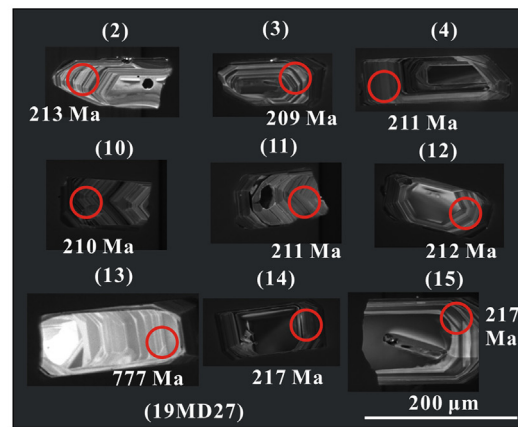 (2) (3) (4)
213 Ma 209 Ma 211 Ma
(10) (11) (12)
210 Ma 211 Ma 212 Ma
(13) (14) (15)
777 Ma 217 Ma 217
Ma
(19MD27) 200 μm